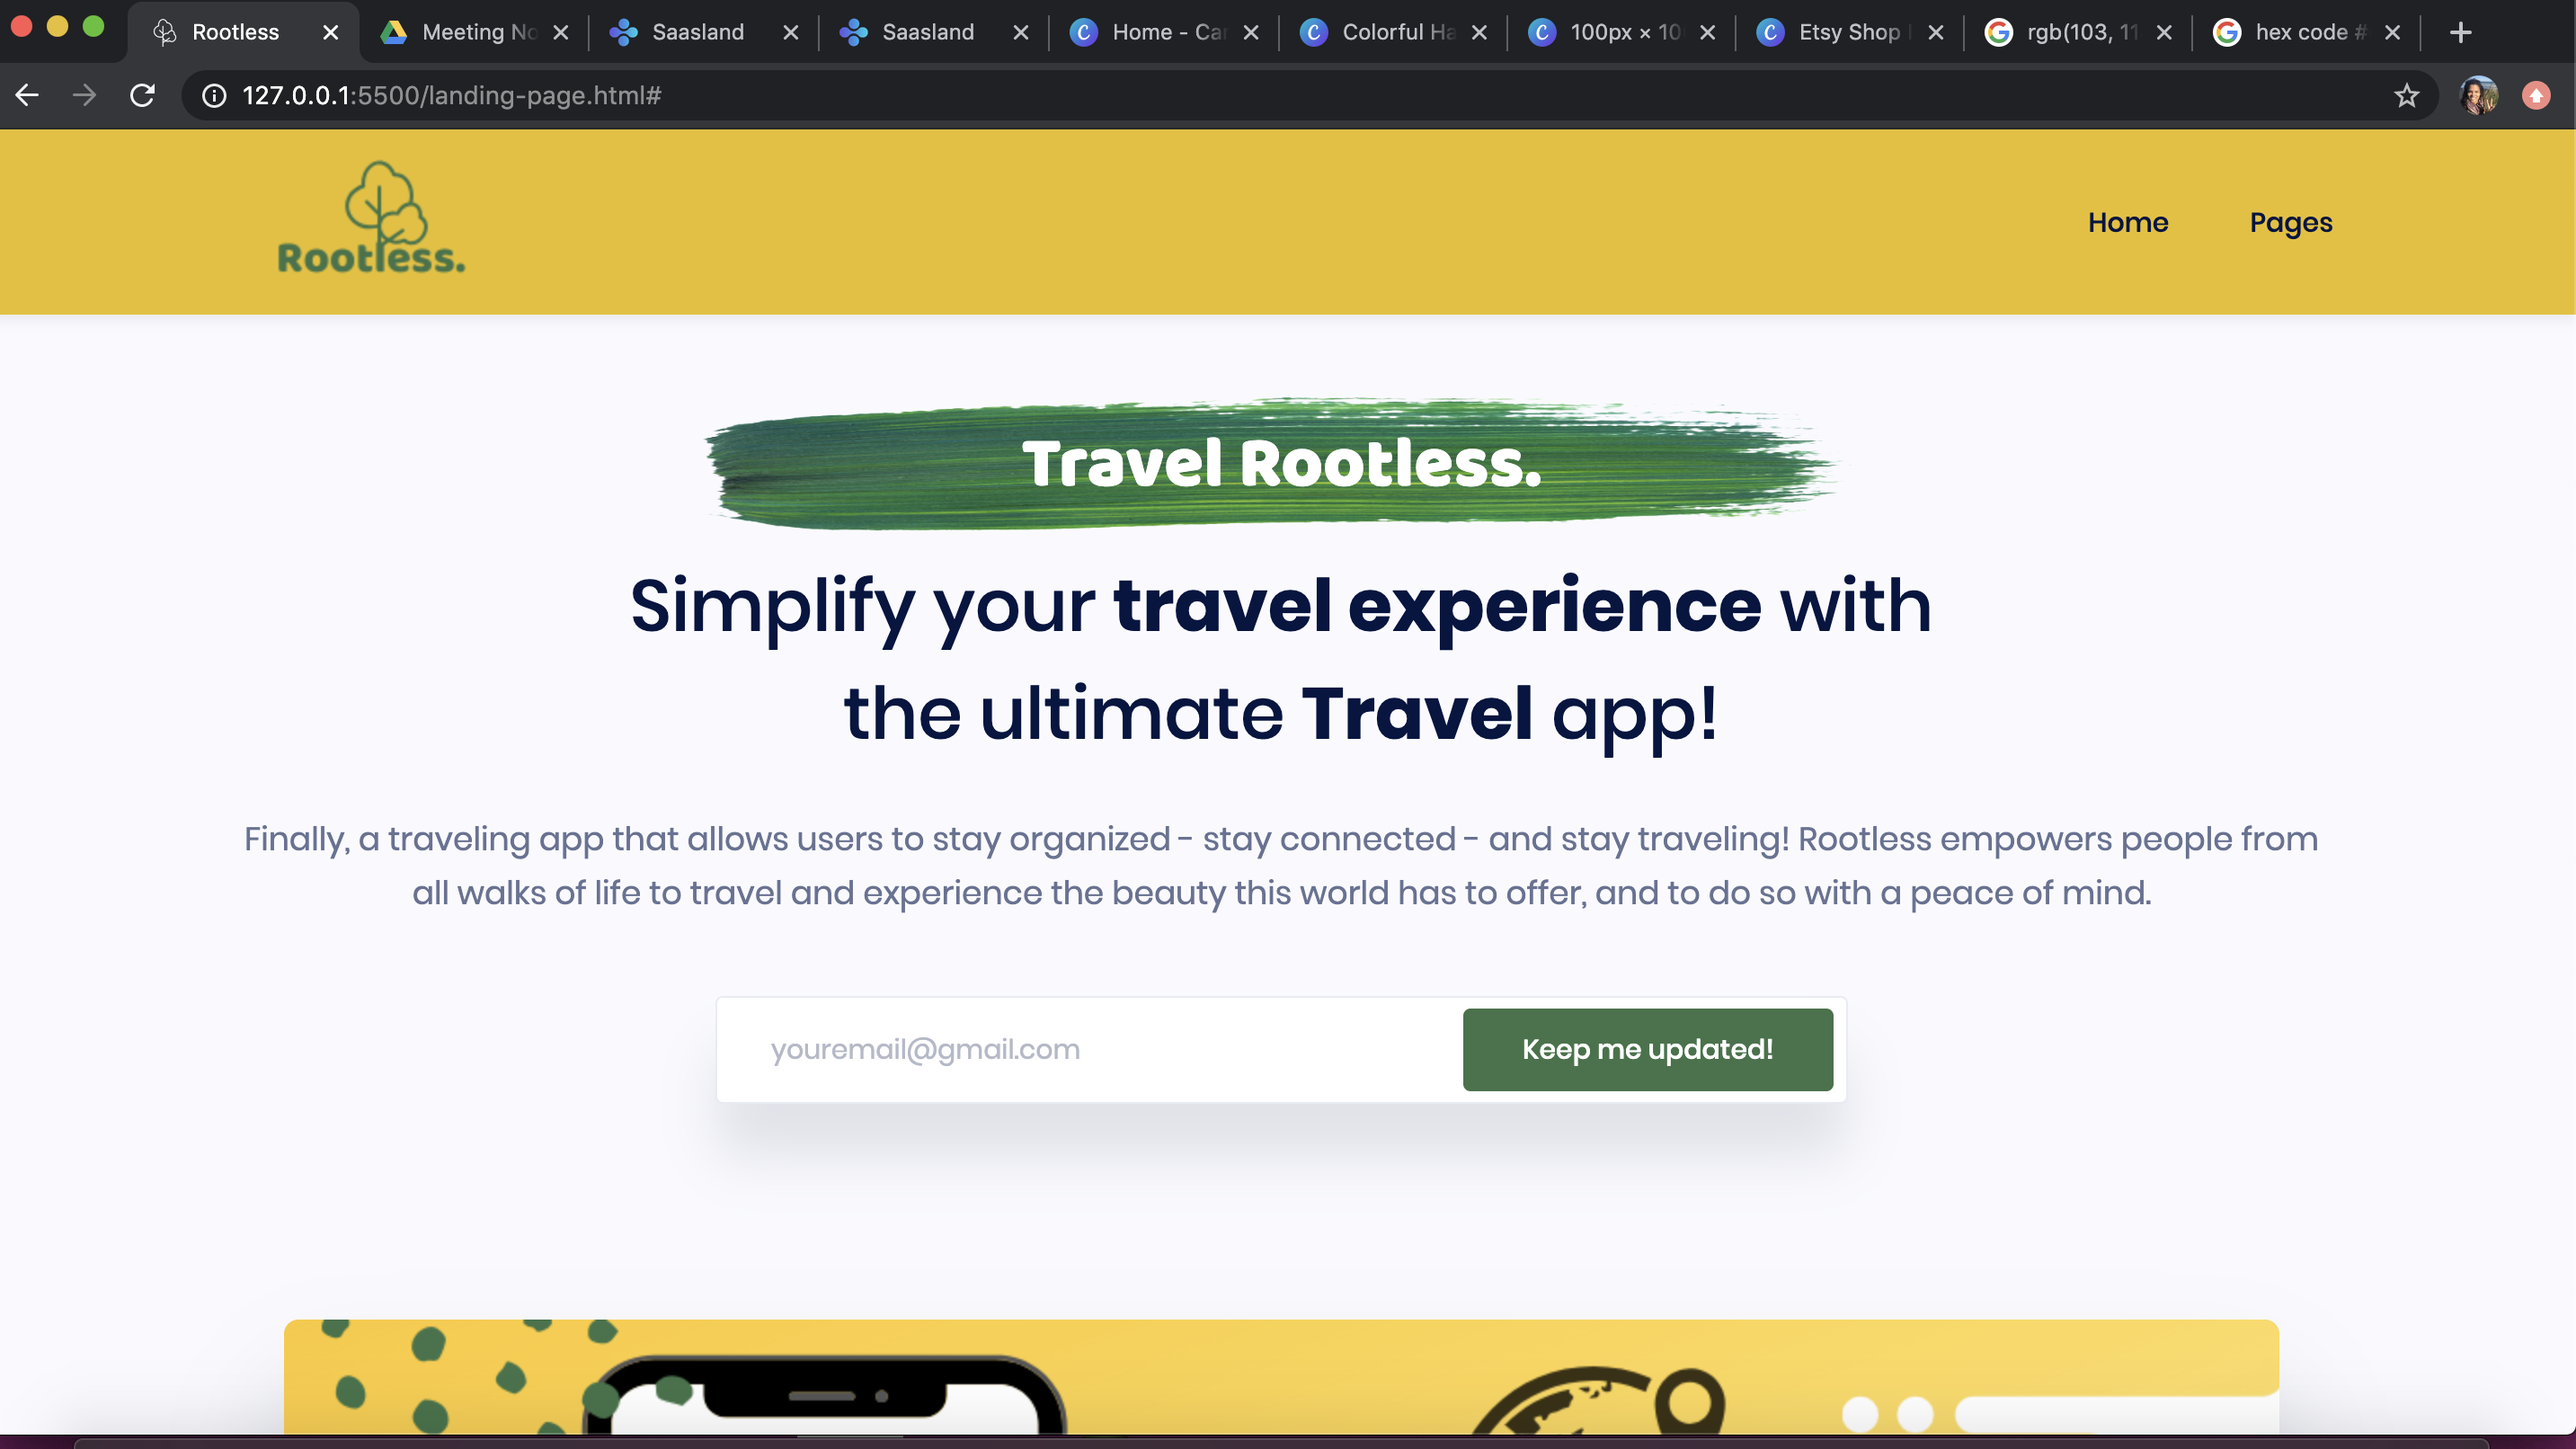 Rootless
Meeting No
Saasland
Saasland
Home - Ca
Colorful Ha
100px × 10
Etsy Shop
rgb(103, 11
hex code #
127.0.0.1:5500/landing-page.html#
Rootless.
Home
Pages
Travel Rootless.
Simplify your travel experience with
the ultimate Travel app!
Finally, a traveling app that allows users to stay organized - stay connected - and stay traveling! Rootless empowers people from
all walks of life to travel and experience the beauty this world has to offer, and to do so with a peace of mind.
youremail@gmail.com
Keep me updated!